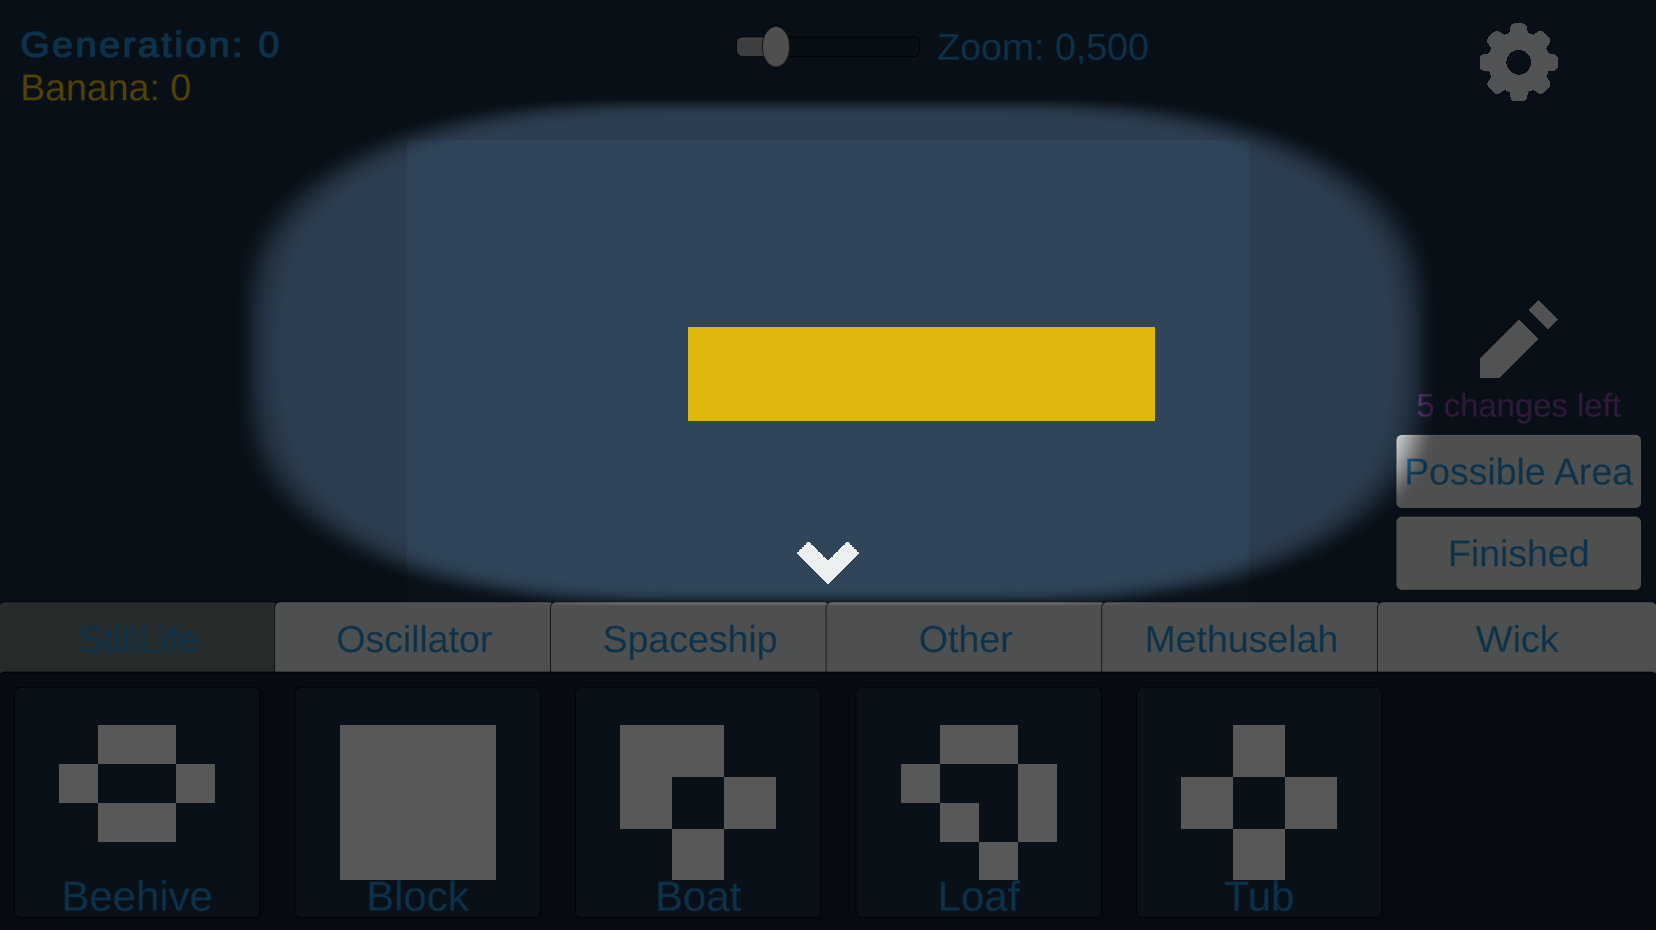 Generation: 0
Zoom: 0,500
Banana: 0
5 changes left
Possible Area
Finished
StillLife
Oscillator
Spaceship
Other
Methuselah
Wick
Beehive
Block
Boat
Loaf
Tub